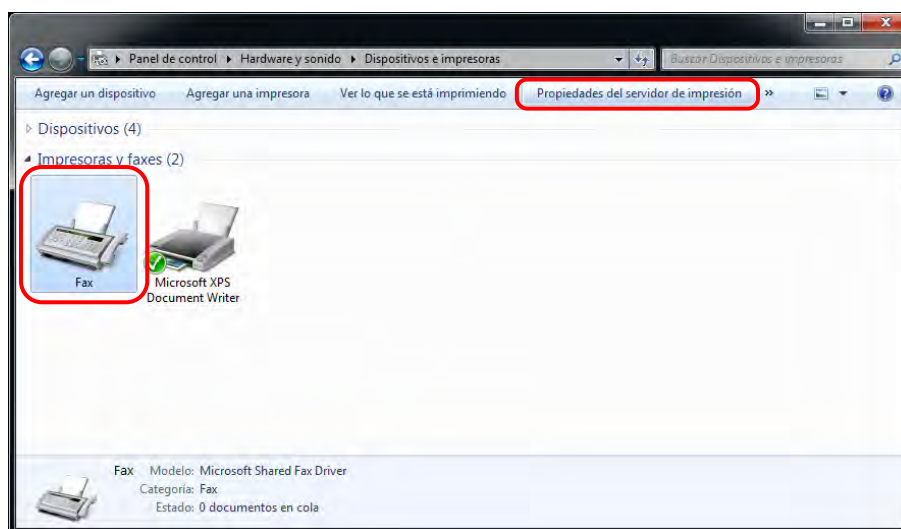 Panel de control ▸ Hardware y sonido ▸ Dispositivos e impresoras
Buscar Dispositivos e impresoras
Agregar un dispositivo Agregar una impresora Ver lo que se está imprimiendo Propiedades del servidor de impresión »
Dispositivos (4)
Impresoras y faxes (2)
Fax
Microsoft XPS
Document Writer
Fax Modelo: Microsoft Shared Fax Driver
Categoría: Fax
Estado: 0 documentos en cola